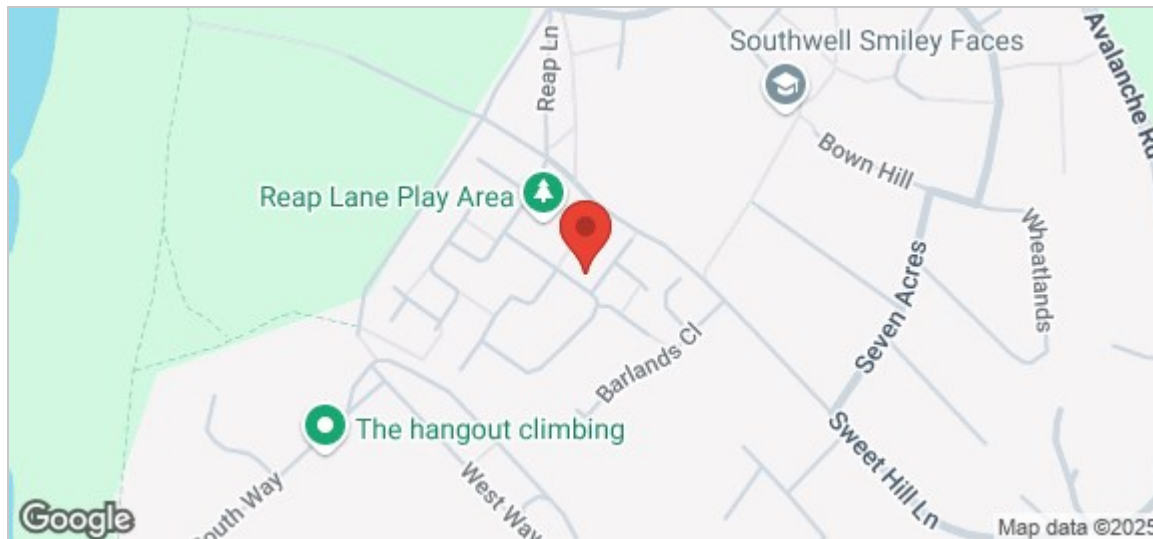 Southwell Smiley Faces
Avalanche Rd
Reap Ln
Bown Hill
Reap Lane Play Area
Wheatlands
Seven Acres
Barlands Cl
The hangout climbing
Sweet Hill Ln
West Way
South Way
Google
Map data ©2025